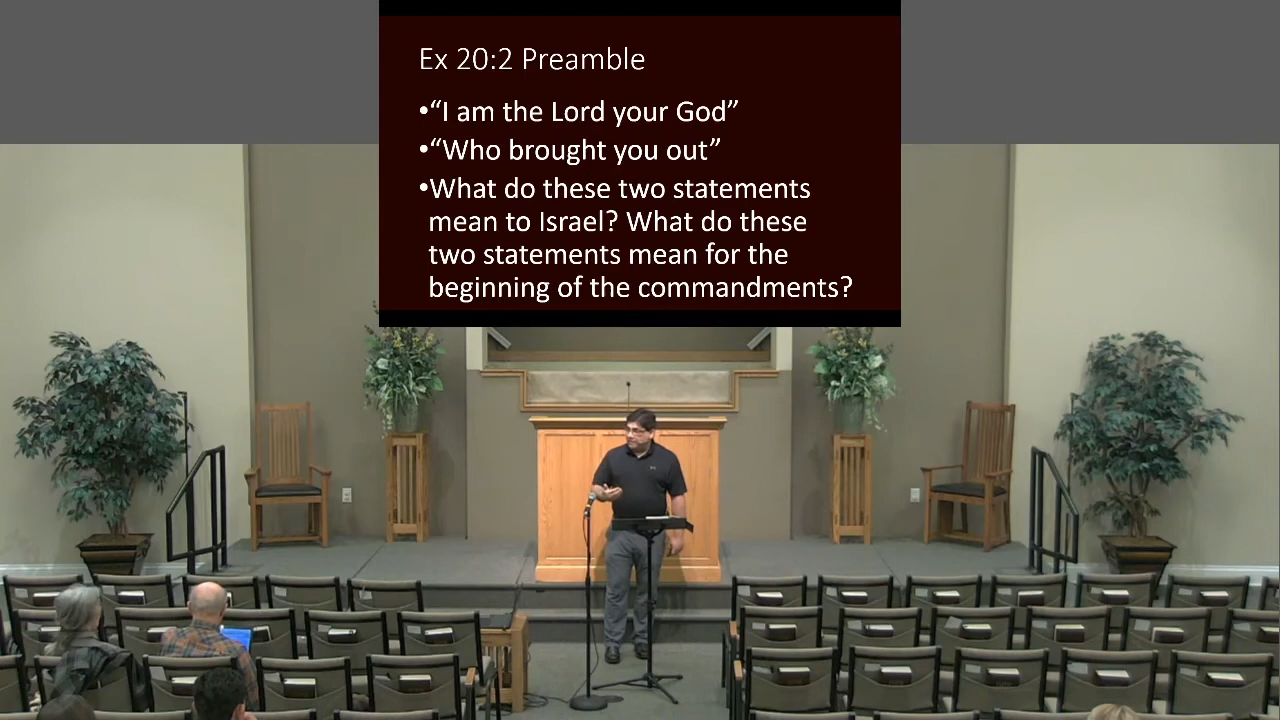 Ex 20:2 Preamble
•“I am the Lord your God”
•“Who brought you out”
•What do these two statements
mean to Israel? What do these
two statements mean for the
beginning of the commandments?